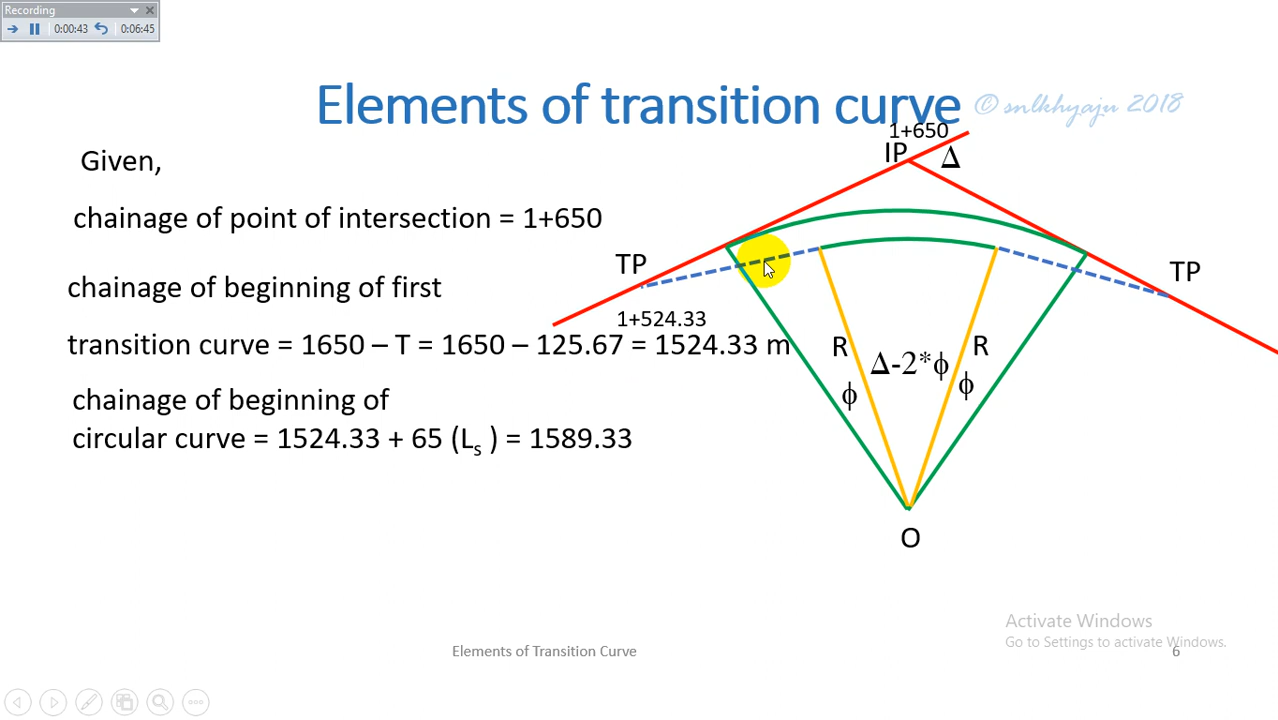 Recording
0:00:43
0:06:45
Elements of transition curve
© snlkhyaju 2018
1+650
IP
Δ
Given,
chainage of point of intersection = 1+650
TP
TP
chainage of beginning of first
1+524.33
transition curve = 1650 – T = 1650 – 125.67 = 1524.33 m
R
R
Δ-2*ϕ
ϕ
ϕ
chainage of beginning of
circular curve = 1524.33 + 65 (Ls ) = 1589.33
O
Activate Windows
Go to Settings to activate Windows.
Elements of Transition Curve
6